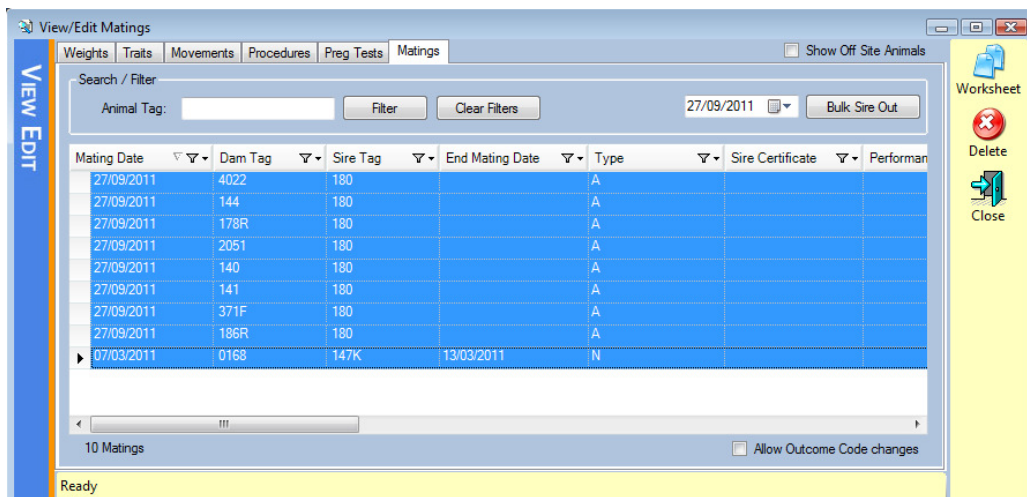 View/Edit Matings
VIEW EDIT
Weights Traits Movements Procedures Preg Tests Matings Show Off Site Animals
Search / Filter
Animal Tag: Filter Clear Filters 27/09/2011 Bulk Sire Out
Mating Date Dam Tag Sire Tag End Mating Date Type Sire Certificate Performan
27/09/2011 4022 180 A
27/09/2011 144 180 A
27/09/2011 178R 180 A
27/09/2011 2051 180 A
27/09/2011 140 180 A
27/09/2011 141 180 A
27/09/2011 371F 180 A
27/09/2011 186R 180 A
07/03/2011 0168 147K 13/03/2011 N
10 Matings Allow Outcome Code changes
Ready
Worksheet
Delete
Close